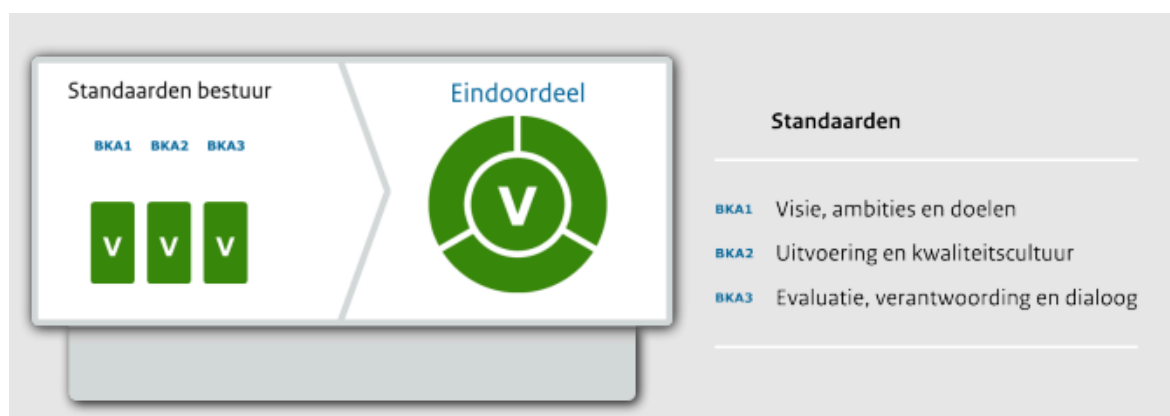 Standaarden bestuur
BKA1 BKA2 BKA3
V V V
Eindoordeel
V
Standaarden
BKA1 Visie, ambities en doelen
BKA2 Uitvoering en kwaliteitscultuur
BKA3 Evaluatie, verantwoording en dialoog